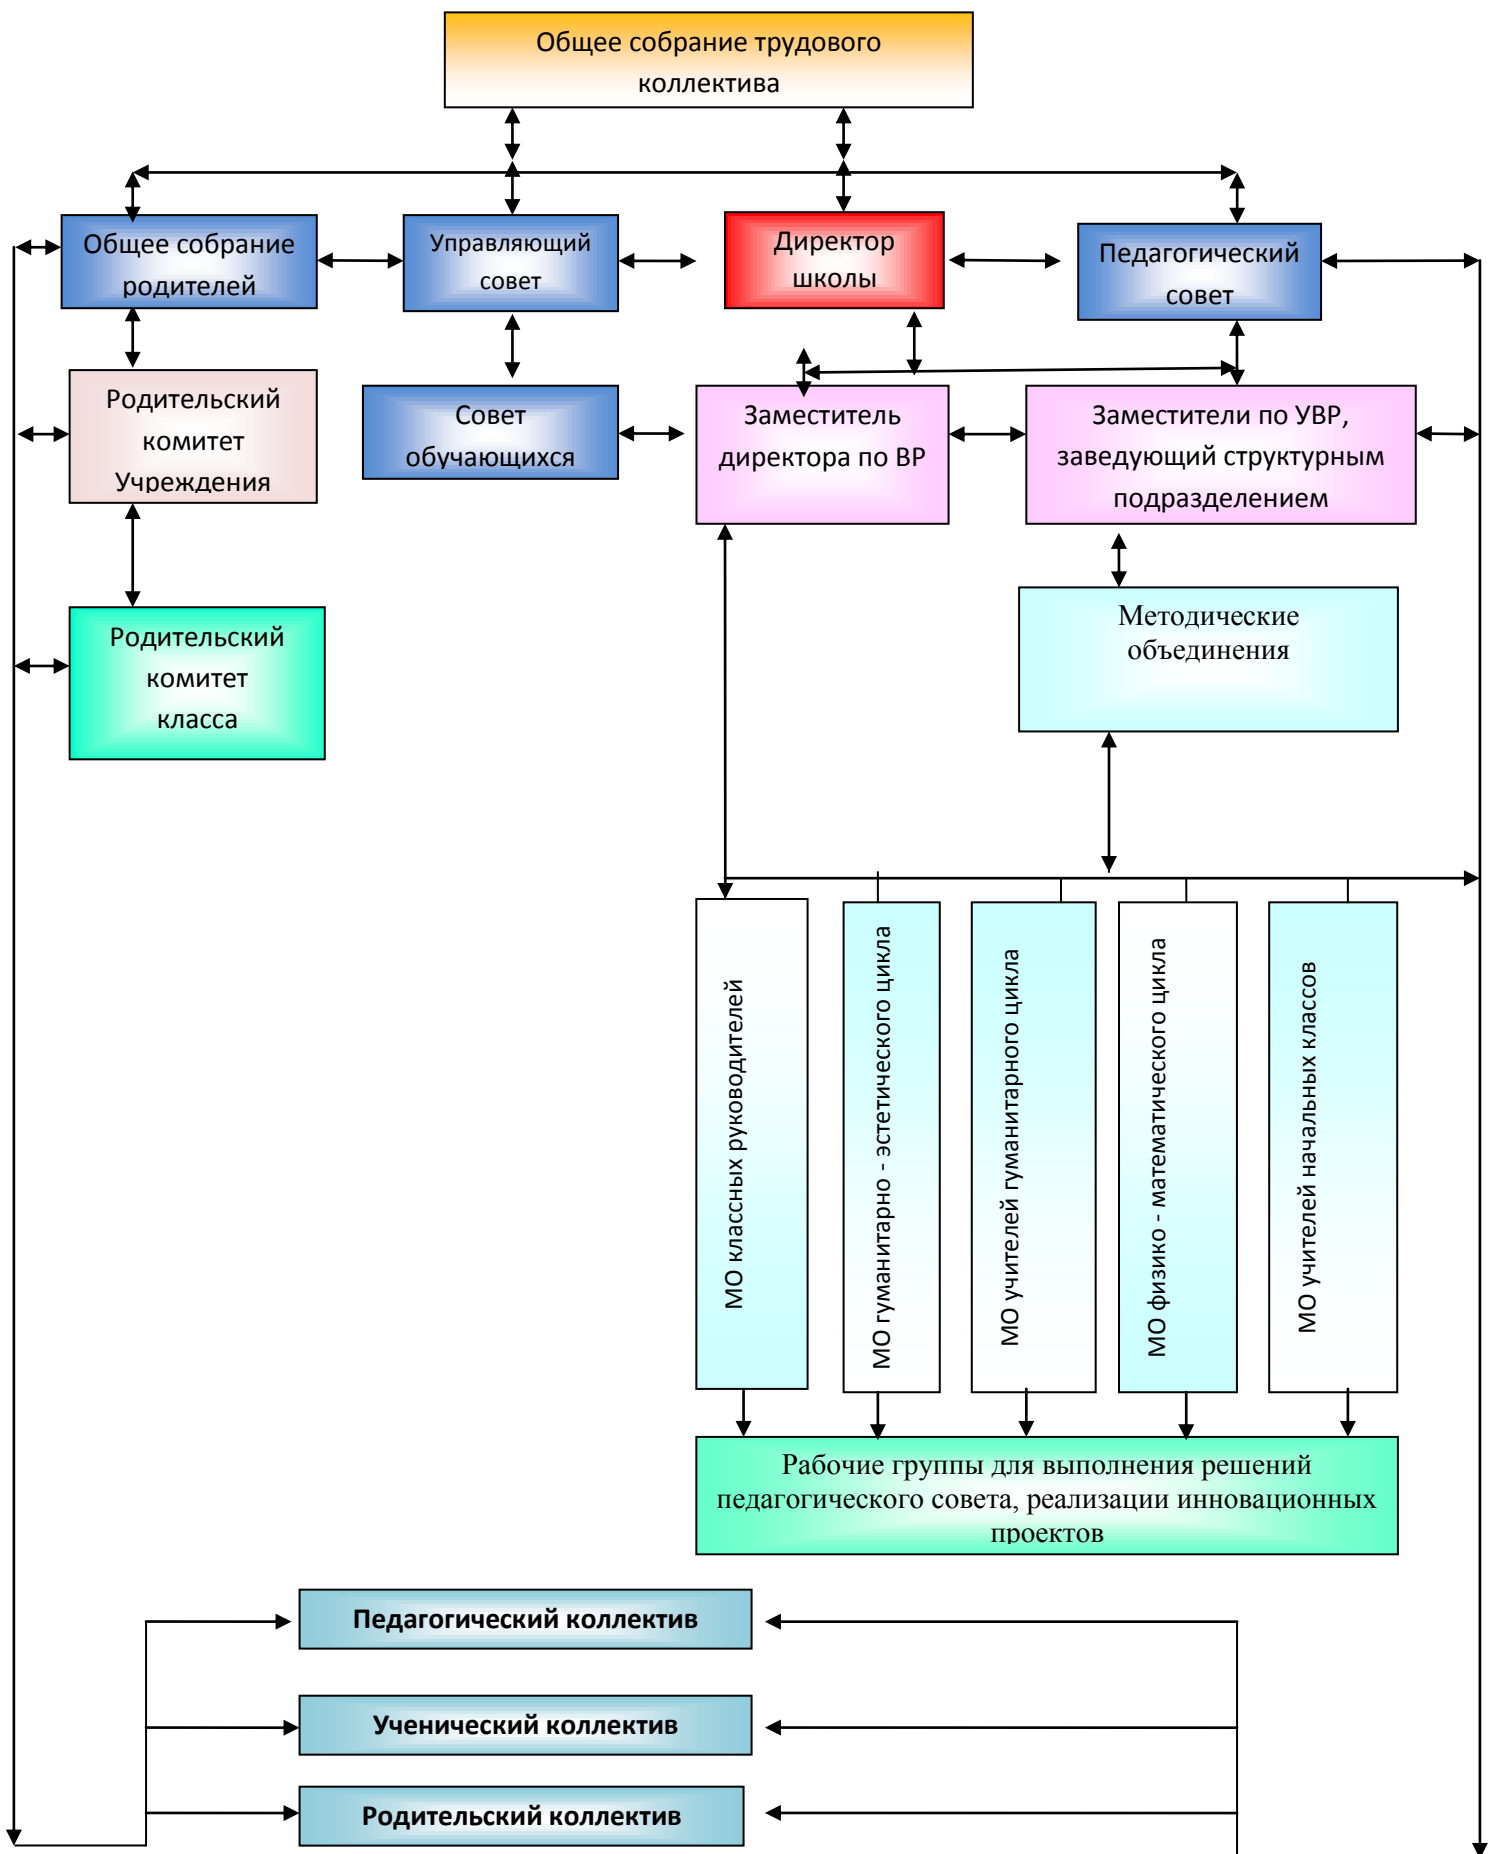 Общее собрание трудового
коллектива
Общее собрание
родителей
Управляющий
совет
Директор
школы
Педагогический
совет
Родительский
комитет
Учреждения
Совет
обучающихся
Заместитель
директора по ВР
Заместители по УВР,
заведующий структурным
подразделением
Родительский
комитет
класса
Методические
объединения
МО классных руководителей
МО гуманитарно - эстетического цикла
МО учителей гуманитарного цикла
МО физико - математического цикла
МО учителей начальных классов
Рабочие группы для выполнения решений
педагогического совета, реализации инновационных
проектов
Педагогический коллектив
Ученический коллектив
Родительский коллектив